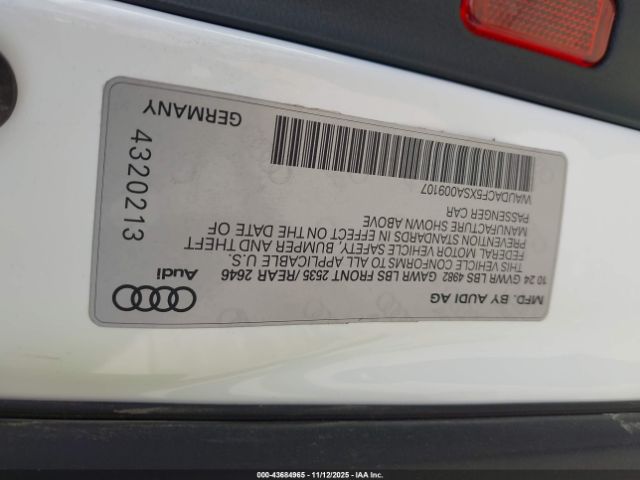 MFD. BY AUDI AG
10 24 GVWR LBS 4982 GAWR LBS FRONT 2535 /REAR 2646
THIS VEHICLE CONFORMS TO ALL APPLICABLE U.S.
FEDERAL MOTOR VEHICLE SAFETY, BUMPER AND THEFT
PREVENTION STANDARDS IN EFFECT ON THE DATE OF
MANUFACTURE SHOWN ABOVE
PASSENGER CAR
WAUDACF5XSA009107
Audi
4320213
GERMANY
000-43684965 - 11/12/2025 - IAA Inc.